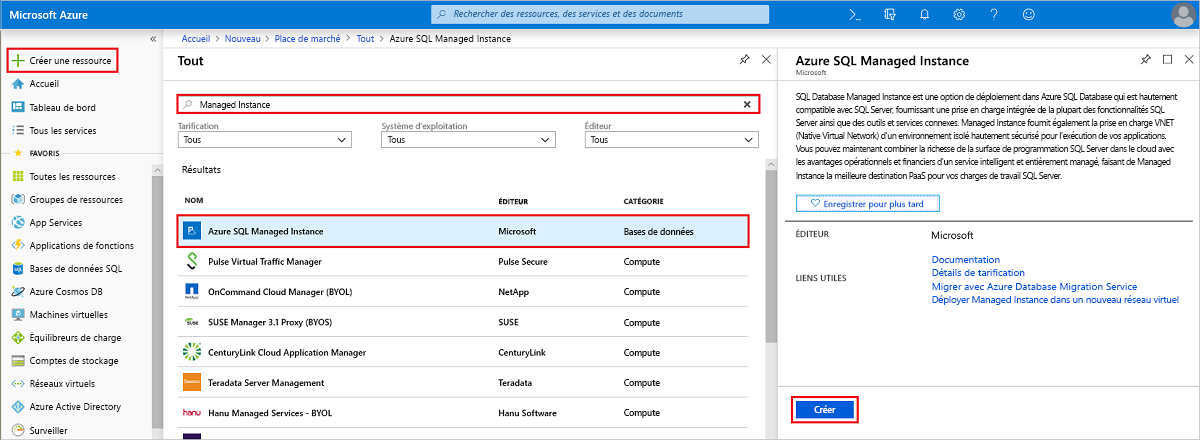 Microsoft Azure
Rechercher des ressources, des services et des documents
Créer une ressource
Accueil
Tableau de bord
Tous les services
FAVORIS
Toutes les ressources
Groupes de ressources
App Services
Applications de fonctions
Bases de données SQL
Azure Cosmos DB
Machines virtuelles
Équilibreurs de charge
Comptes de stockage
Réseaux virtuels
Azure Active Directory
Surveiller
Accueil > Nouveau > Place de marché > Tout > Azure SQL Managed Instance
Tout
Managed Instance
Tarification
Système d'exploitation
Éditeur
Tous
Tous
Tous
Résultats
NOM ÉDITEUR CATÉGORIE
Azure SQL Managed Instance Microsoft Bases de données
Pulse Virtual Traffic Manager Pulse Secure Compute
NetApp OnCommand Cloud Manager (BYOL) NetApp Compute
SUSE SUSE Manager 3.1 Proxy (BYOS) SUSE Compute
CenturyLink Cloud Application Manager CenturyLink Compute
Teradata Teradata Server Management Teradata Compute
hanu Hanu Managed Services - BYOL Hanu Software Compute
Azure SQL Managed Instance
Microsoft
SQL Database Managed Instance est une option de déploiement dans Azure SQL Database qui est hautement
compatible avec SQL Server, fournissant une prise en charge intégrée de la plupart des fonctionnalités SQL
Server ainsi que des outils et services connexes. Managed Instance fournit également la prise en charge VNET
(Native Virtual Network) d'un environnement isolé hautement sécurisé pour l'exécution de vos applications.
Vous pouvez maintenant combiner la richesse de la surface de programmation SQL Server dans le cloud avec
les avantages opérationnels et financiers d'un service intelligent et entièrement managé, faisant de Managed
Instance la meilleure destination PaaS pour vos charges de travail SQL Server.
Enregistrer pour plus tard
ÉDITEUR
Microsoft
LIENS UTILES
Documentation
Détails de tarification
Migrer avec Azure Database Migration Service
Déployer Managed Instance dans un nouveau réseau virtuel
Créer